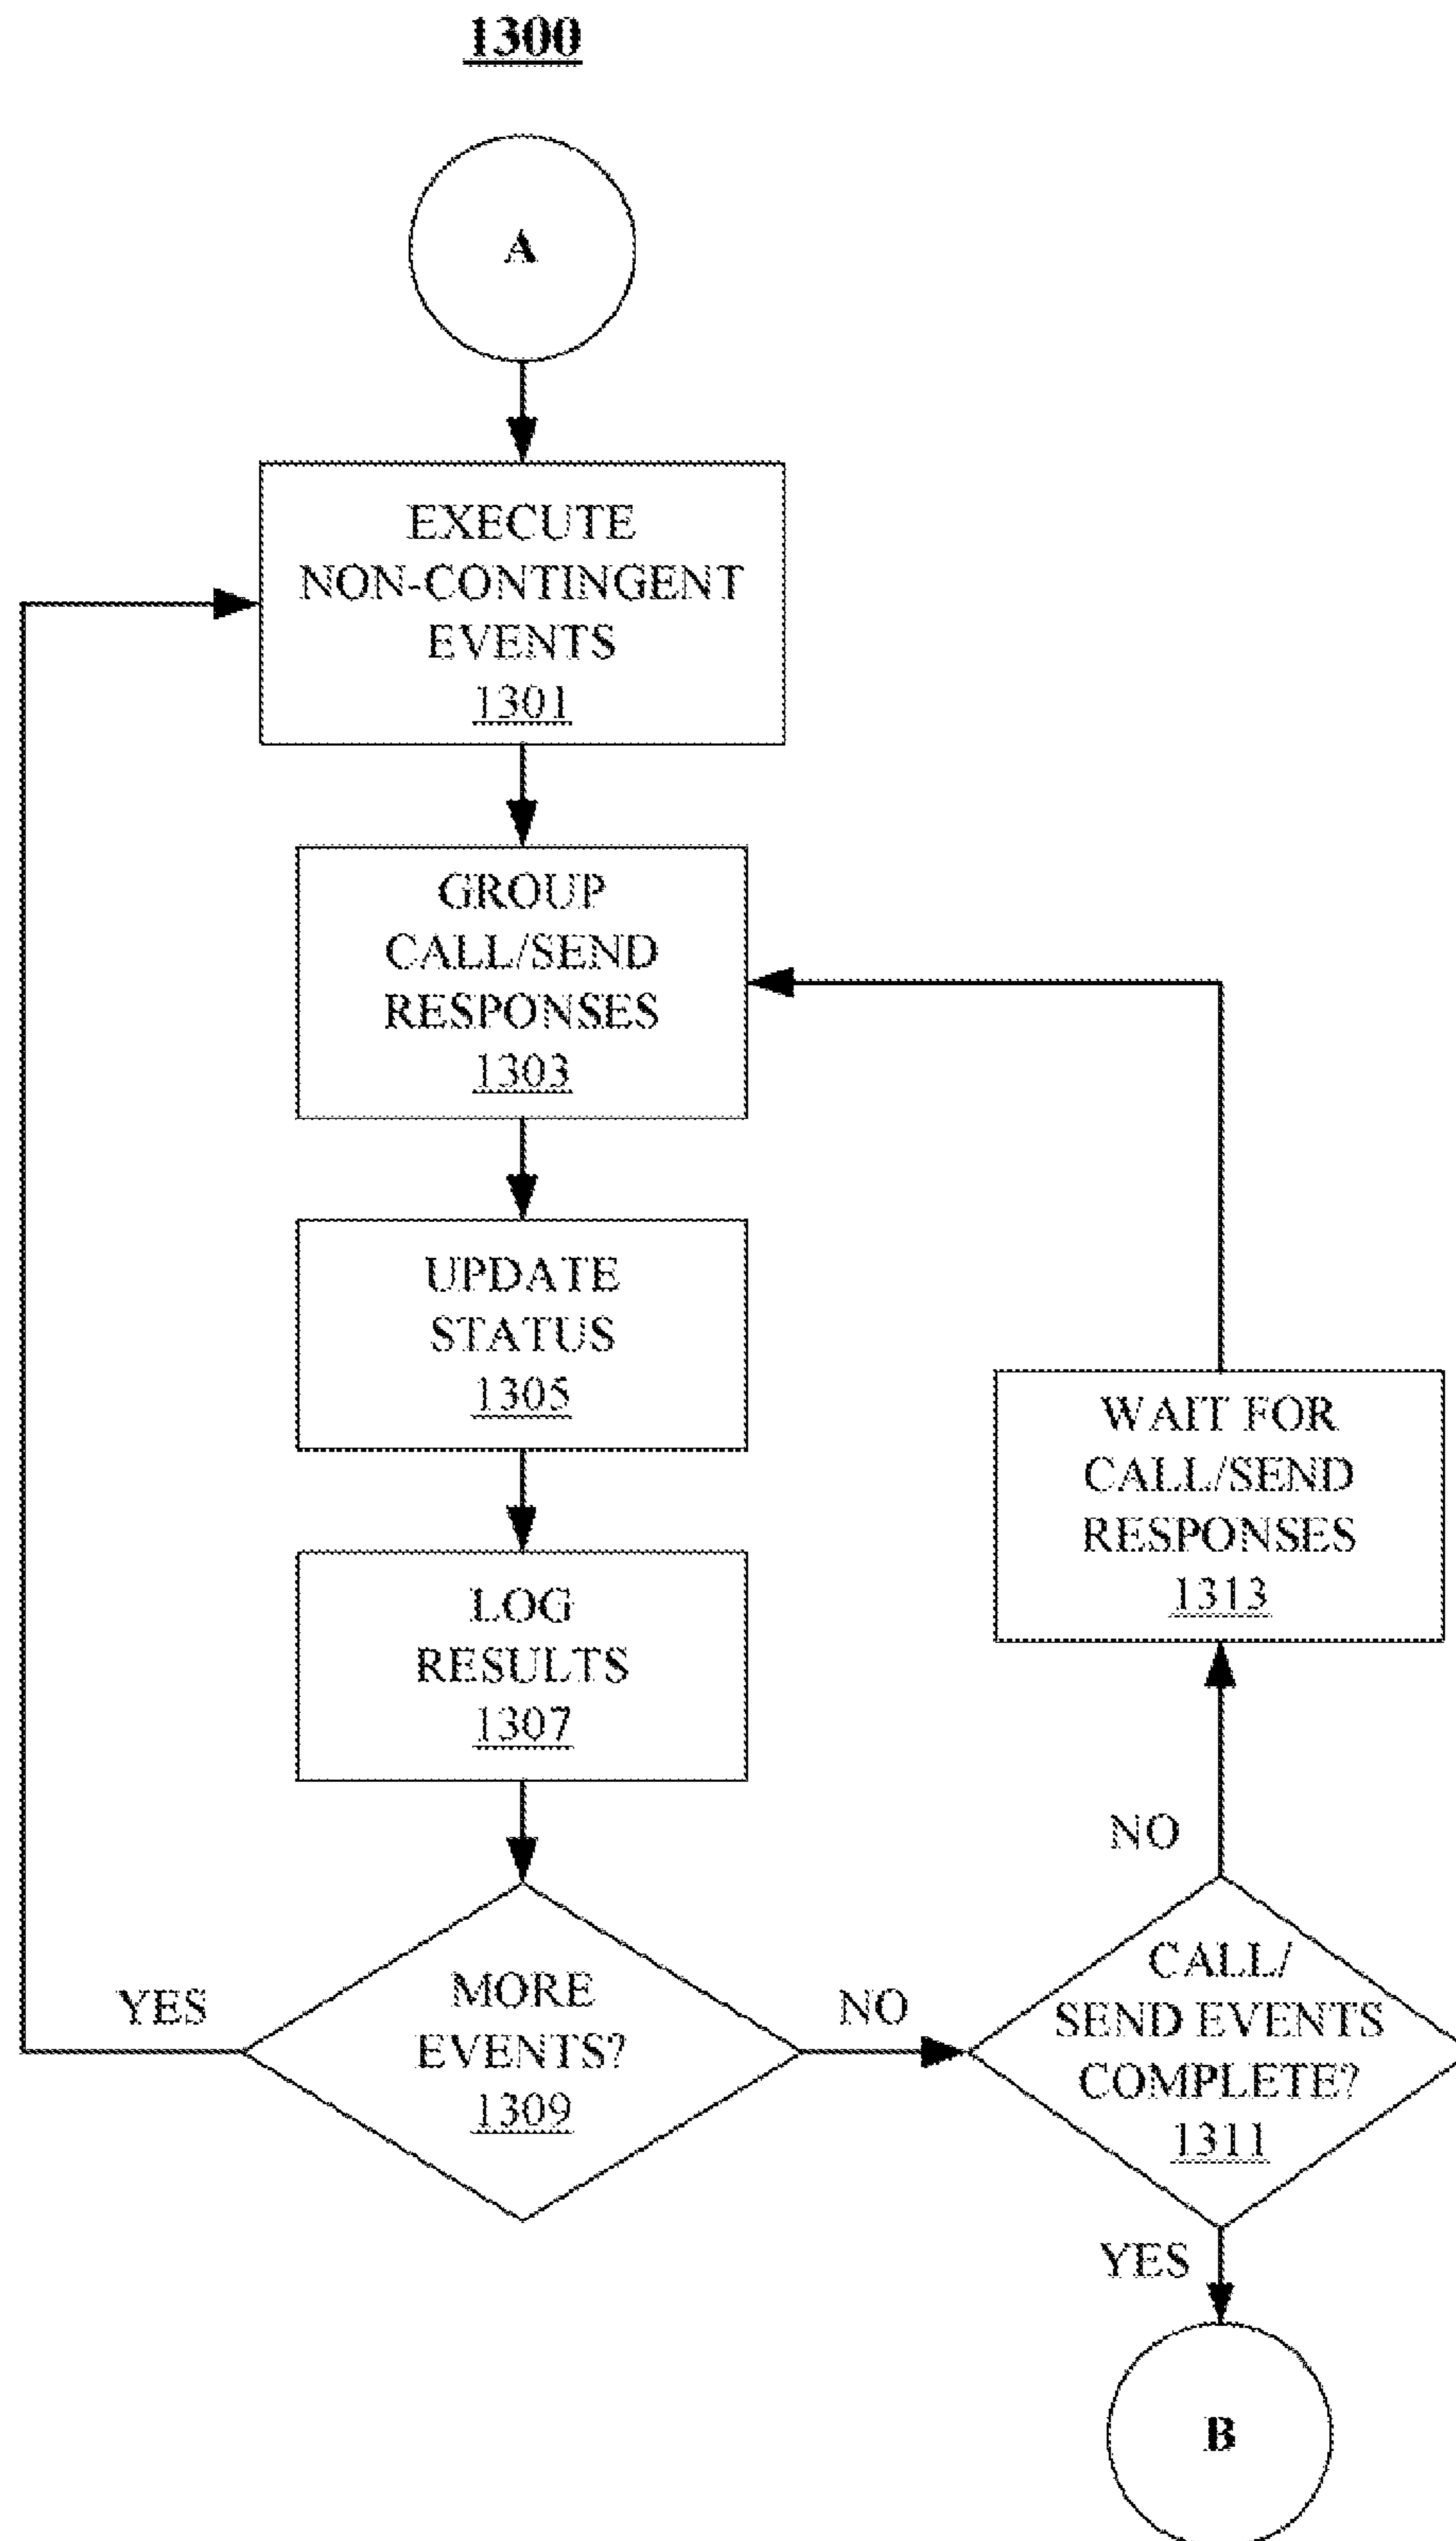 1300
A
EXECUTE
NON-CONTINGENT
EVENTS
1301
GROUP
CALL/SEND
RESPONSES
1303
UPDATE
STATUS
1305
LOG
RESULTS
1307
MORE
EVENTS?
1309
YES
NO
CALL/
SEND EVENTS
COMPLETE?
1311
NO
WAIT FOR
CALL/SEND
RESPONSES
1313
YES
B